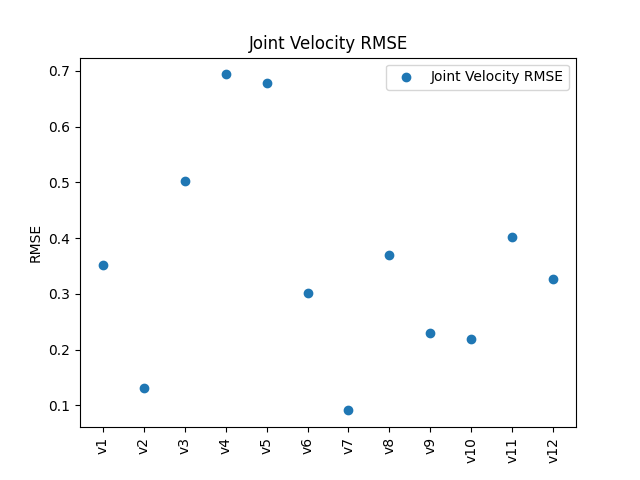 Joint Velocity RMSE
Joint Velocity RMSE
0.7
0.6
0.5
0.4
0.3
0.2
0.1
RMSE
v1
v2
v3
v4
v5
v6
v7
v8
v9
v10
v11
v12